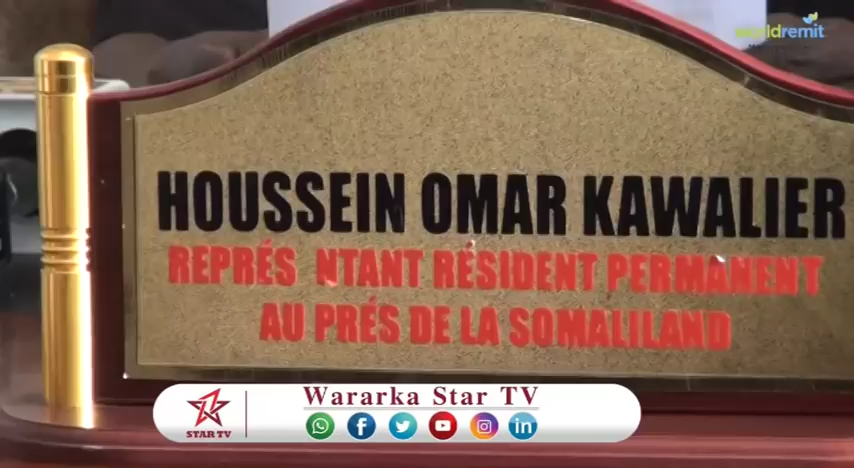 worldremit
HOUSSEIN OMAR KAWALIER
REPRÉS NTANT RÉSIDENT PERMANENT
AU PRÉS DE LA SOMALILAND
Wararka Star TV
STAR TV